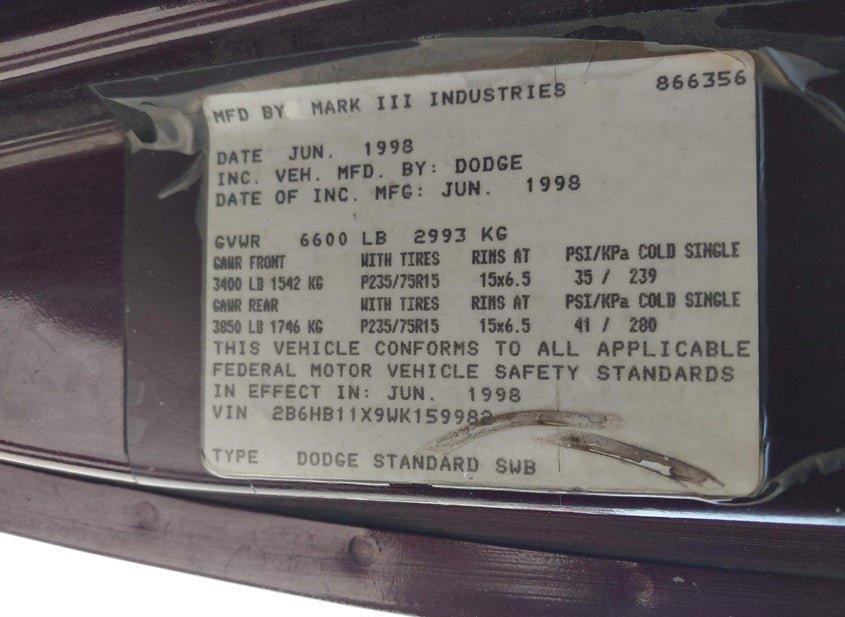 MFD BY MARK III INDUSTRIES 866356
DATE JUN. 1998
INC. VEH. MFD. BY: DODGE
DATE OF INC. MFG: JUN. 1998
GVWR 6600 LB 2993 KG
GAWR FRONT WITH TIRES RIMS AT PSI/KPa COLD SINGLE
3400 LB 1542 KG P235/75R15 15x6.5 35 / 239
GAWR REAR WITH TIRES RIMS AT PSI/KPa COLD SINGLE
3850 LB 1746 KG P235/75R15 15x6.5 41 / 280
THIS VEHICLE CONFORMS TO ALL APPLICABLE
FEDERAL MOTOR VEHICLE SAFETY STANDARDS
IN EFFECT IN: JUN. 1998
VIN 2B6HB11X9WK159982
TYPE DODGE STANDARD SWB